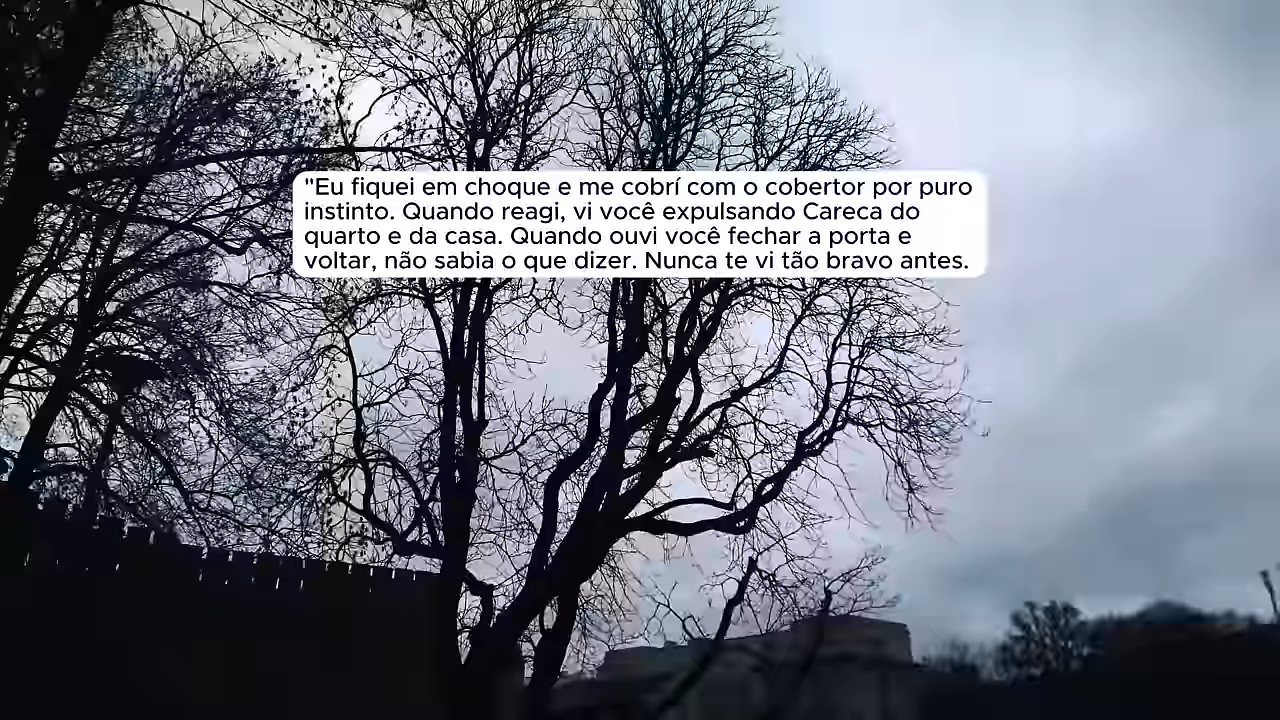 "Eu fiquei em choque e me cobrí com o cobertor por puro
instinto. Quando reagi, vi você expulsando Careca do
quarto e da casa. Quando ouvi você fechar a porta e
voltar, não sabia o que dizer. Nunca te vi tão bravo antes.